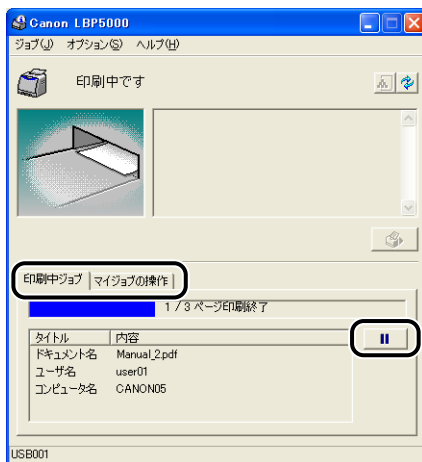 Canon LBP5000
ジョブ(J) オプション(S) ヘルプ(H)
印刷中です
印刷中ジョブ マイジョブの操作
1 / 3 ページ印刷終了
タイトル 内容
ドキュメント名 Manual_2.pdf
ユーザ名 user01
コンピュータ名 CANON05
USB001